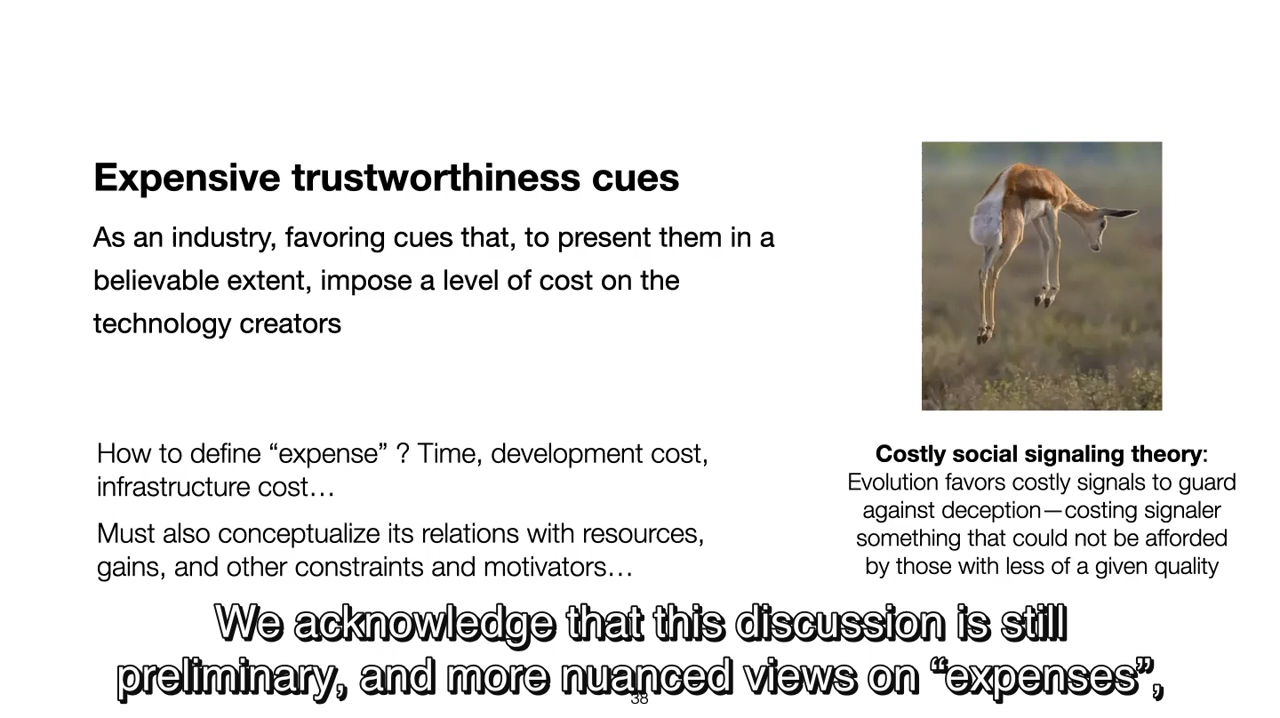 Expensive trustworthiness cues
As an industry, favoring cues that, to present them in a
believable extent, impose a level of cost on the
technology creators
How to define “expense” ? Time, development cost,
infrastructure cost…
Must also conceptualize its relations with resources,
gains, and other constraints and motivators…
Costly social signaling theory:
Evolution favors costly signals to guard
against deception—costing signaler
something that could not be afforded
by those with less of a given quality
We acknowledge that this discussion is still
preliminary, and more nuanced views on “expenses”,
38